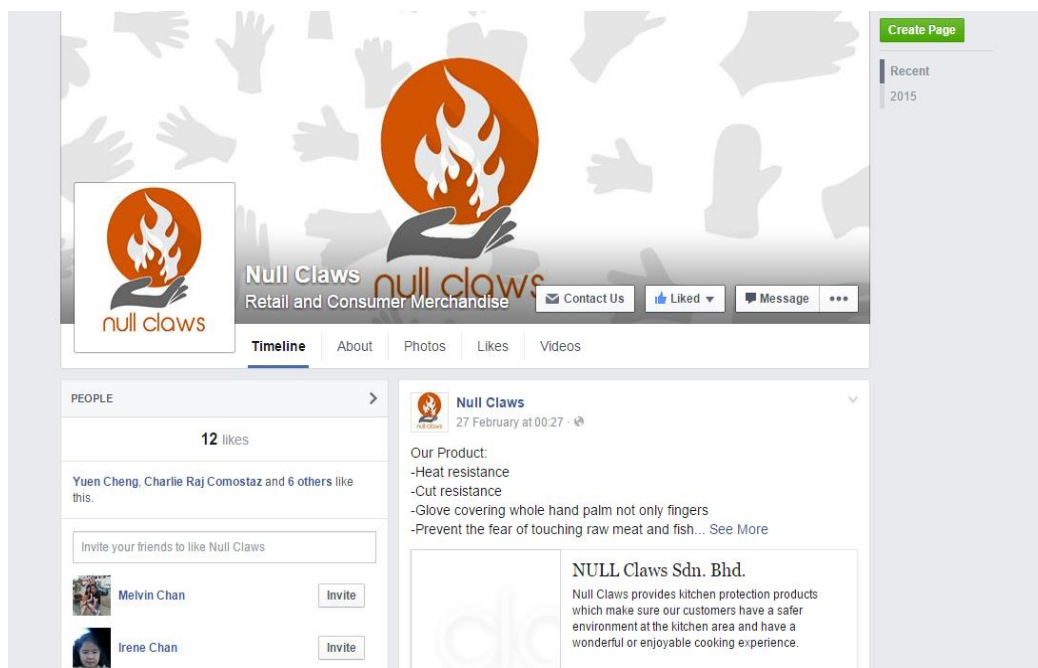 Create Page
Recent
2015
null claws
null claws
Null Claws
Retail and Consumer Merchandise
Contact Us
Liked
Message
Timeline
About
Photos
Likes
Videos
PEOPLE
12 likes
Yuen Cheng, Charlie Raj Comostaz and 6 others like
this.
Invite your friends to like Null Claws
Melvin Chan
Invite
Irene Chan
Invite
null claws
Null Claws
27 February at 00:27 ·
Our Product:
-Heat resistance
-Cut resistance
-Glove covering whole hand palm not only fingers
-Prevent the fear of touching raw meat and fish... See More
NULL Claws Sdn. Bhd.
Null Claws provides kitchen protection products
which make sure our customers have a safer
environment at the kitchen area and have a
wonderful or enjoyable cooking experience.